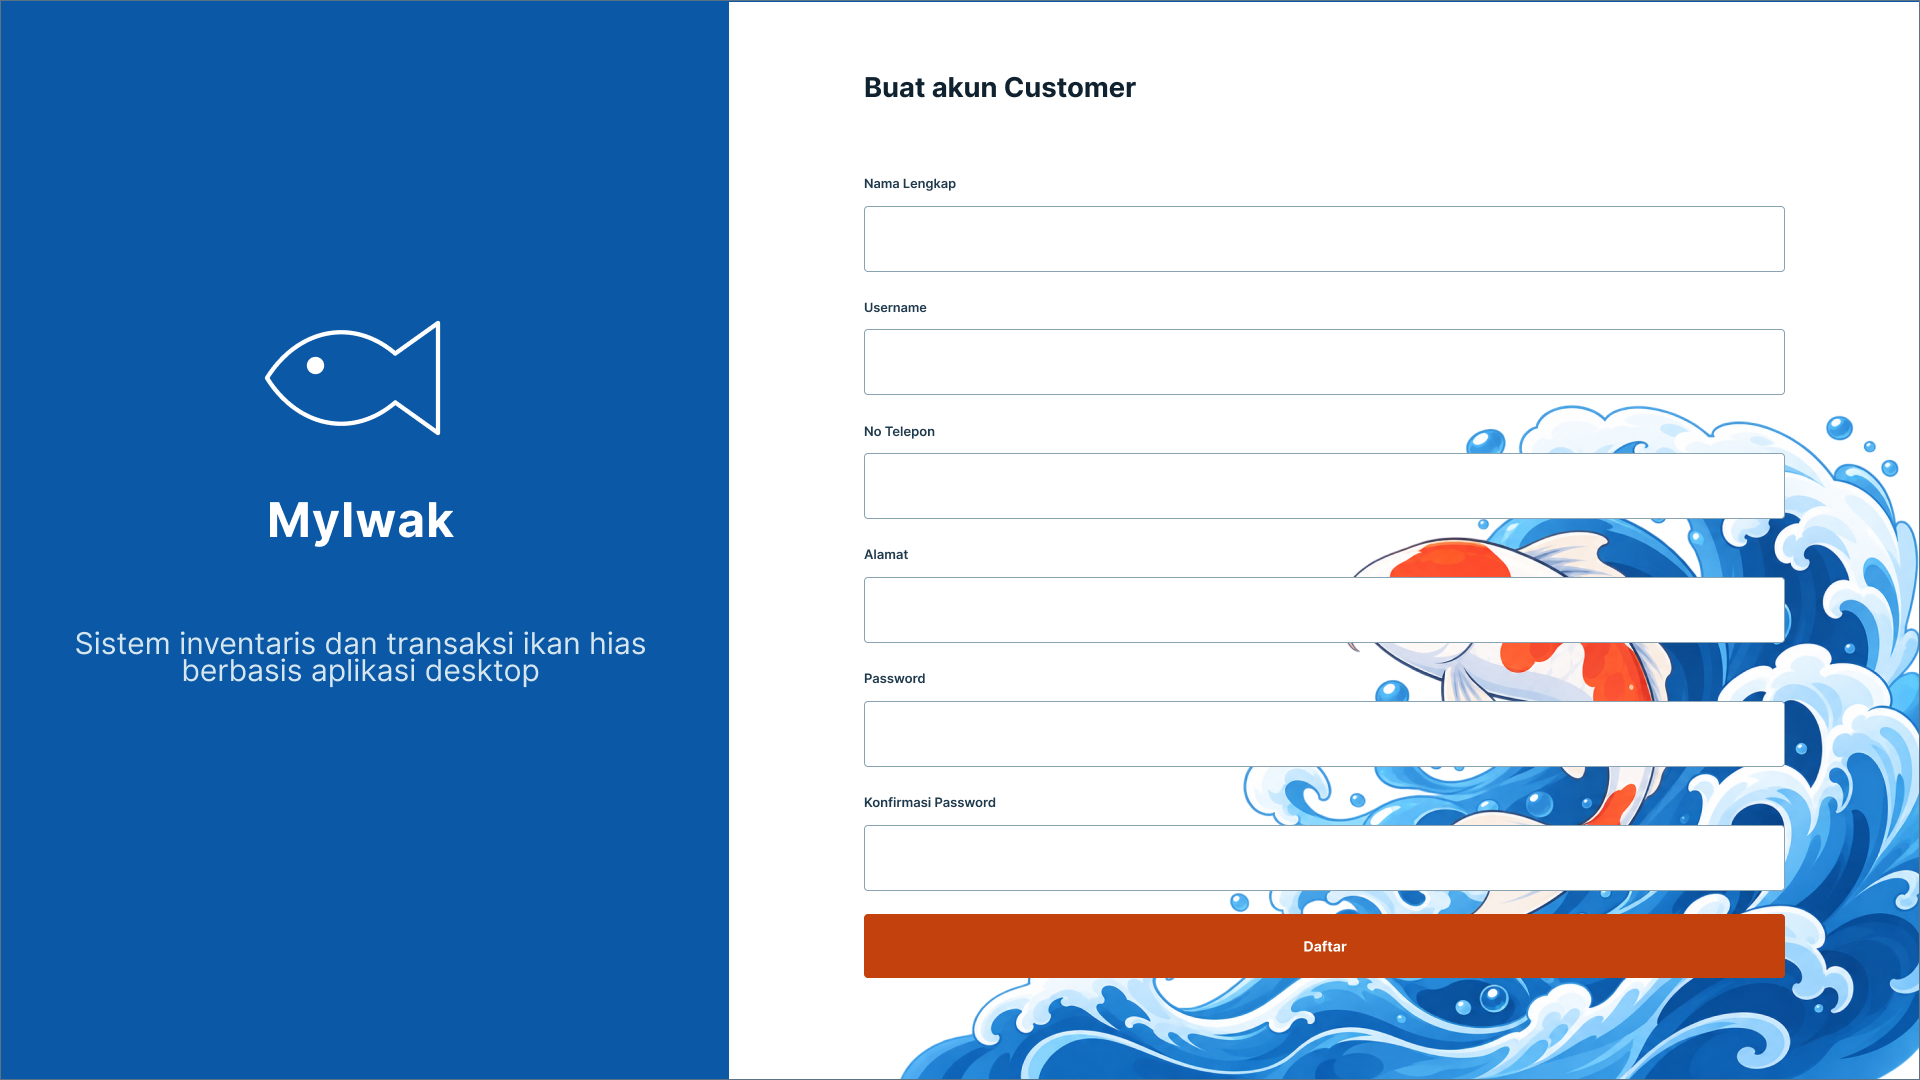 MyIwak
Sistem inventaris dan transaksi ikan hias
berbasis aplikasi desktop
Buat akun Customer
Nama Lengkap
Username
No Telepon
Alamat
Password
Konfirmasi Password
Daftar